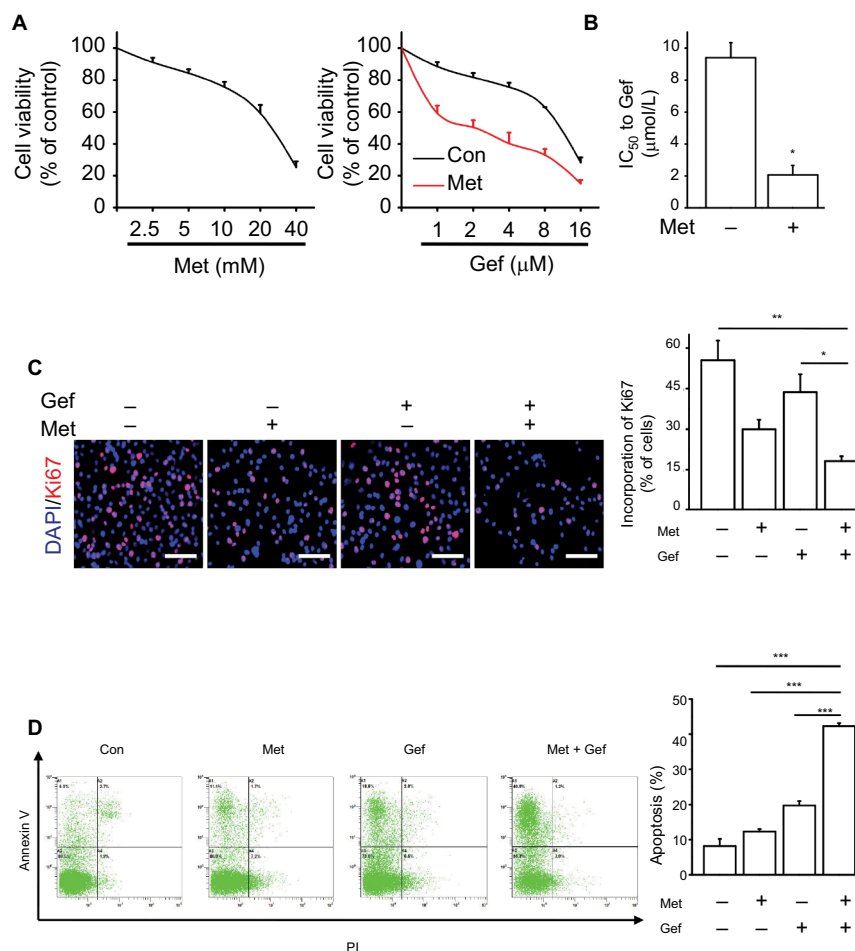 A
Cell viability
(% of control)
100
80
60
40
20
0
2.5 5 10 20 40
Met (mM)
Cell viability
(% of control)
100
80
60
40
20
0
Con
Met
1 2 4 8 16
Gef (μM)
B
IC50 to Gef
(μmol/L)
10
8
6
4
2
0
*
Met – +
C
Gef – – + +
Met – + – +
DAPI/Ki67
Incorporation of Ki67
(% of cells)
60
45
30
15
0
**
*
Met – + – +
Gef – – + +
D
Annexin V
Con Met Gef Met + Gef
PI
Apoptosis (%)
50
40
30
20
10
0
***
***
***
Met – + – +
Gef – – + +